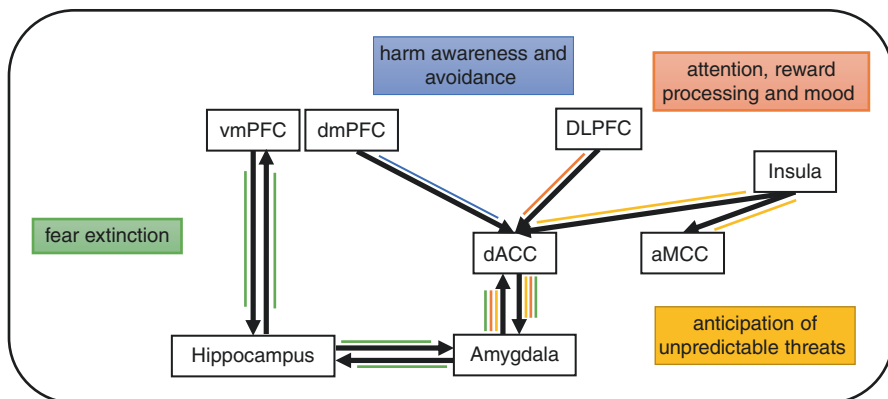 harm awareness and
avoidance
attention, reward
processing and mood
vmPFC
dmPFC
DLPFC
Insula
fear extinction
dACC
aMCC
anticipation of
unpredictable threats
Hippocampus
Amygdala